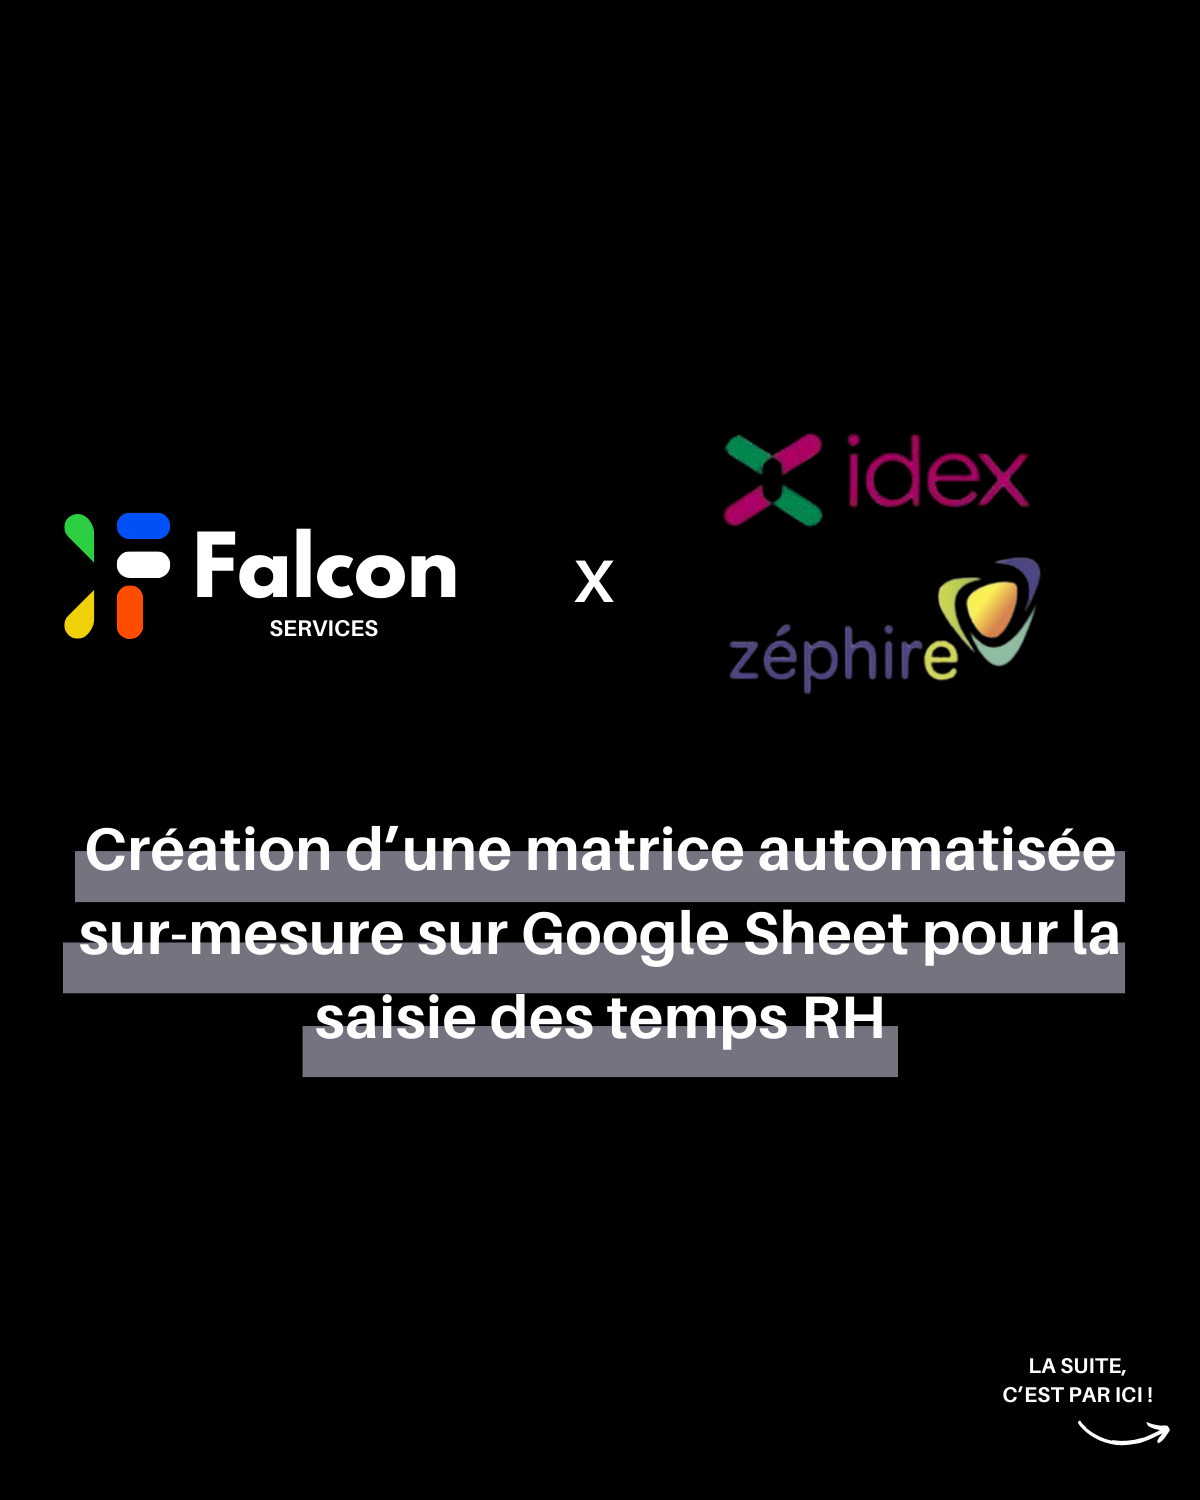 Falcon
SERVICES
X
idex
zéphire
Création d’une matrice automatisée
sur-mesure sur Google Sheet pour la
saisie des temps RH
LA SUITE,
C’EST PAR ICI !